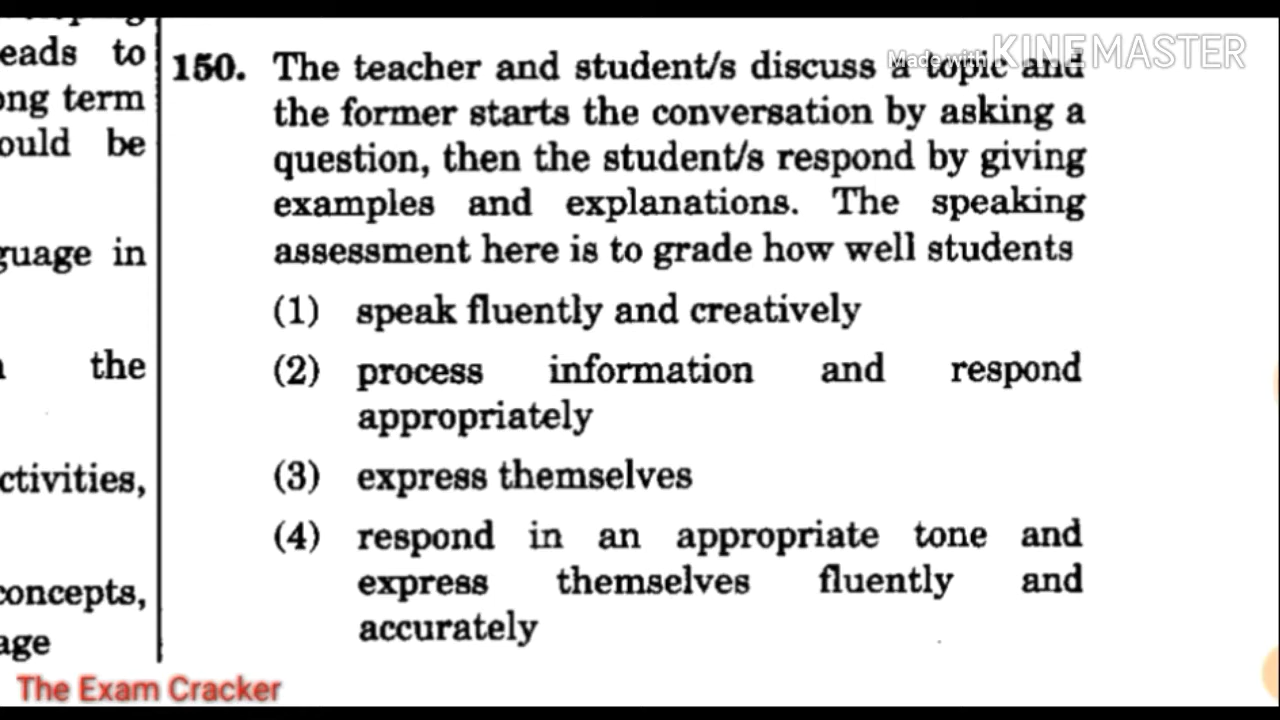 eads to
ong term
ould be
guage in
the
ctivities,
concepts,
age
Made with KINEMASTER
150. The teacher and student/s discuss a topic and
the former starts the conversation by asking a
question, then the student/s respond by giving
examples and explanations. The speaking
assessment here is to grade how well students
(1) speak fluently and creatively
(2) process information and respond
appropriately
(3) express themselves
(4) respond in an appropriate tone and
express themselves fluently and
accurately
The Exam Cracker